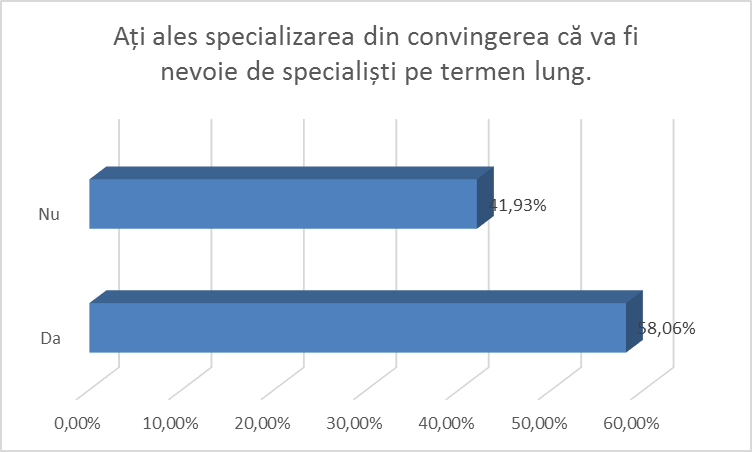 Ați ales specializarea din convingerea că va fi
nevoie de specialiști pe termen lung.
Nu
41,93%
Da
58,06%
0,00% 10,00% 20,00% 30,00% 40,00% 50,00% 60,00%